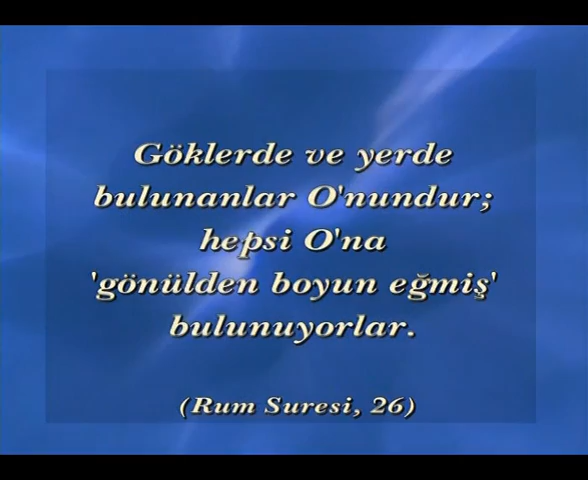 Göklerde ve yerde
bulunanlar O'nundur;
hepsi O'na
'gönülden boyun eğmiş'
bulunuyorlar.
(Rum Suresi, 26)